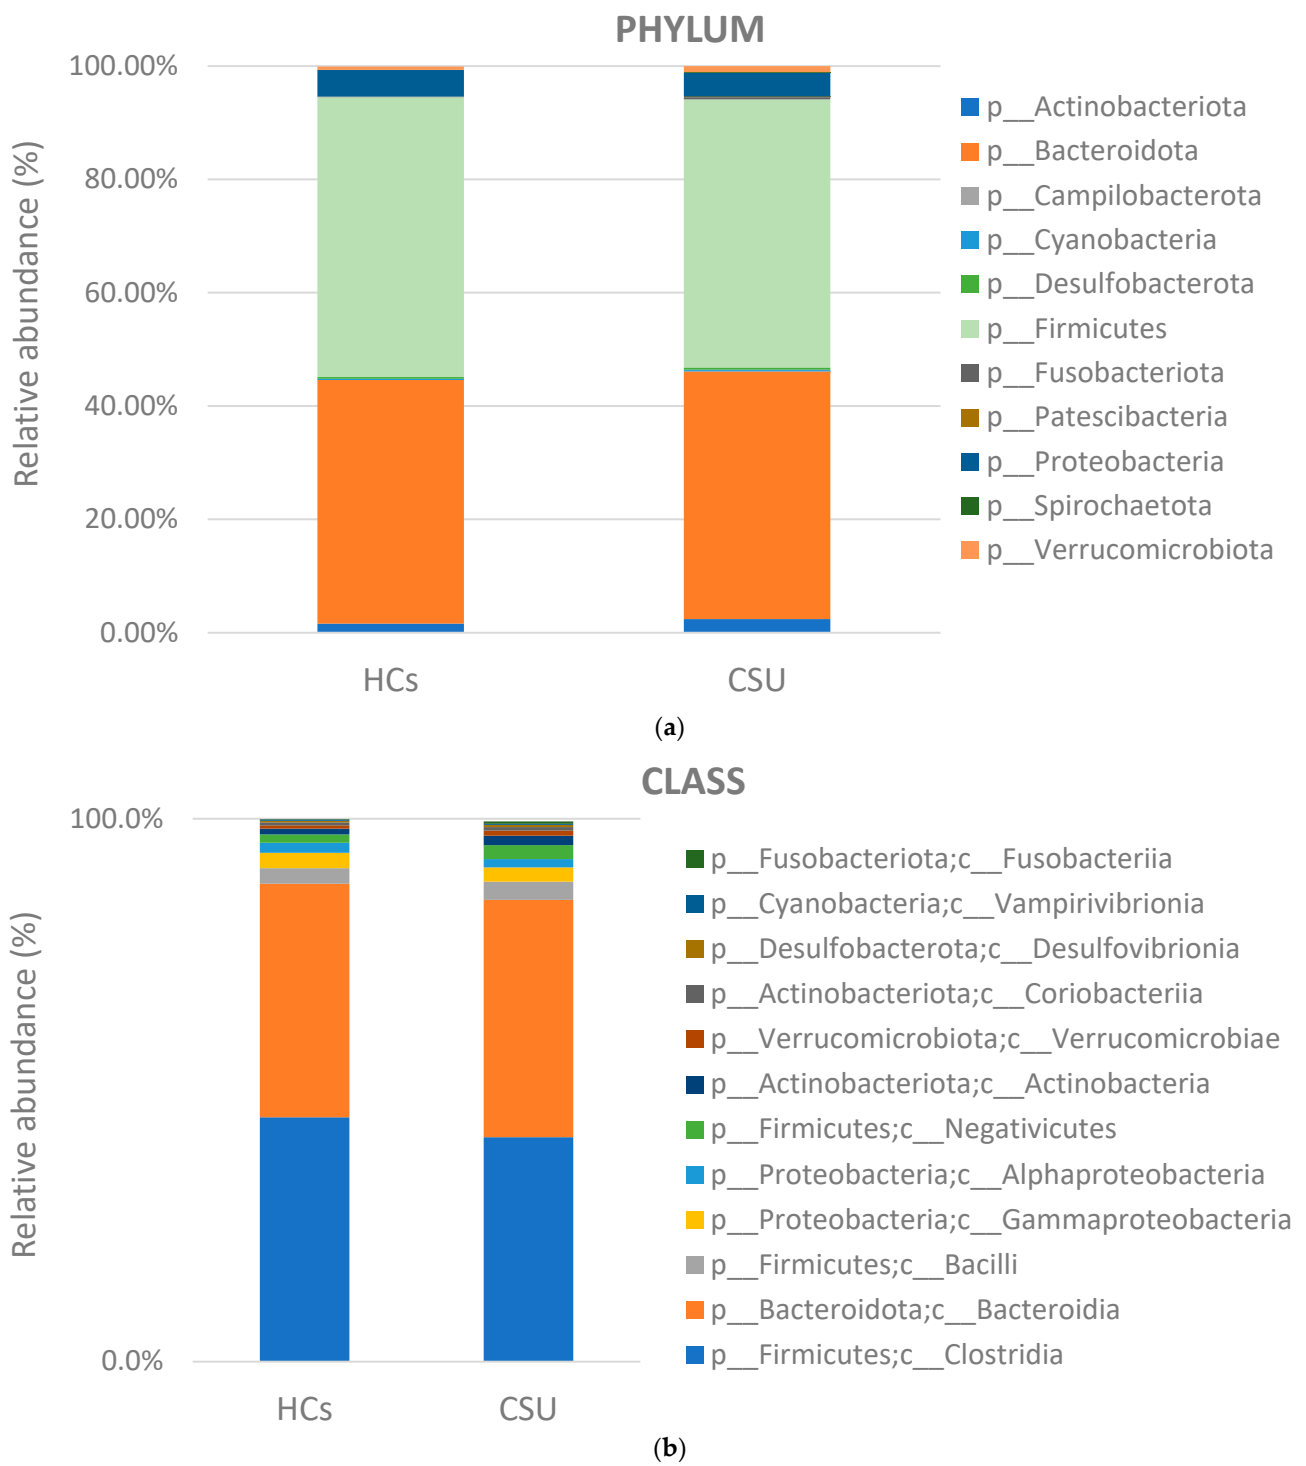 PHYLUM
Relative abundance (%)
100.00%
80.00%
60.00%
40.00%
20.00%
0.00%
HCs
CSU
p__Actinobacteriota
p__Bacteroidota
p__Campilobacterota
p__Cyanobacteria
p__Desulfobacterota
p__Firmicutes
p__Fusobacteriota
p__Patescibacteria
p__Proteobacteria
p__Spirochaetota
p__Verrucomicrobiota
(a)
CLASS
Relative abundance (%)
100.0%
0.0%
HCs
CSU
p__Fusobacteriota;c__Fusobacteriia
p__Cyanobacteria;c__Vampirivibrionia
p__Desulfobacterota;c__Desulfovibrionia
p__Actinobacteriota;c__Coriobacteriia
p__Verrucomicrobiota;c__Verrucomicrobiae
p__Actinobacteriota;c__Actinobacteria
p__Firmicutes;c__Negativicutes
p__Proteobacteria;c__Alphaproteobacteria
p__Proteobacteria;c__Gammaproteobacteria
p__Firmicutes;c__Bacilli
p__Bacteroidota;c__Bacteroidia
p__Firmicutes;c__Clostridia
(b)